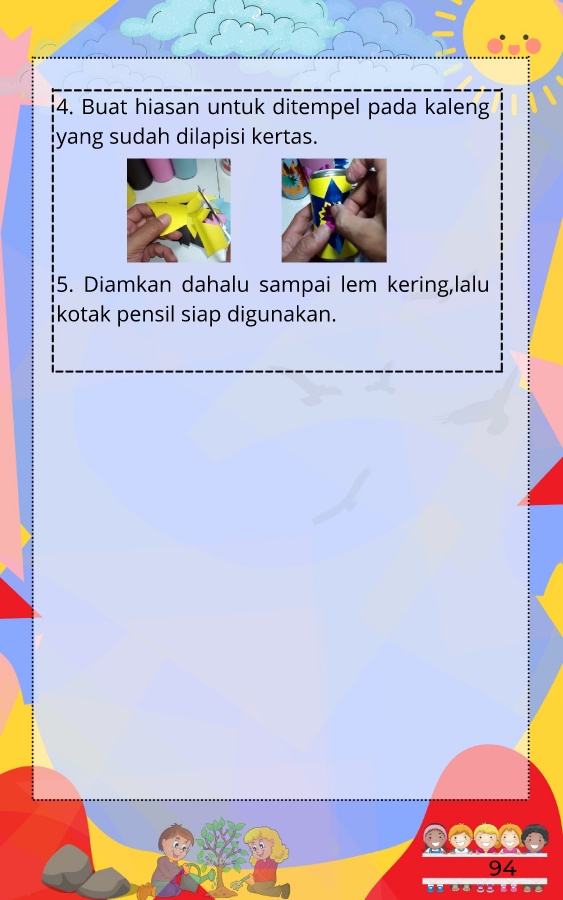 4. Buat hiasan untuk ditempel pada kaleng
yang sudah dilapisi kertas.
5. Diamkan dahalu sampai lem kering,lalu
kotak pensil siap digunakan.
94